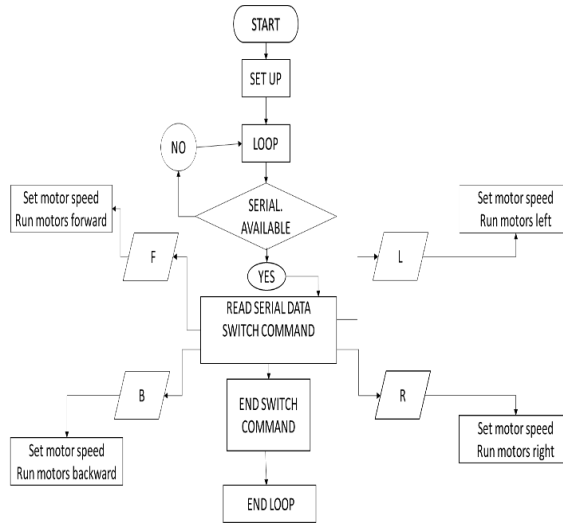 START
SET UP
LOOP
NO
SERIAL.
AVAILABLE
Set motor speed
Run motors forward
Set motor speed
Run motors left
F
L
YES
READ SERIAL DATA
SWITCH COMMAND
B
R
END SWITCH
COMMAND
Set motor speed
Run motors backward
Set motor speed
Run motors right
END LOOP